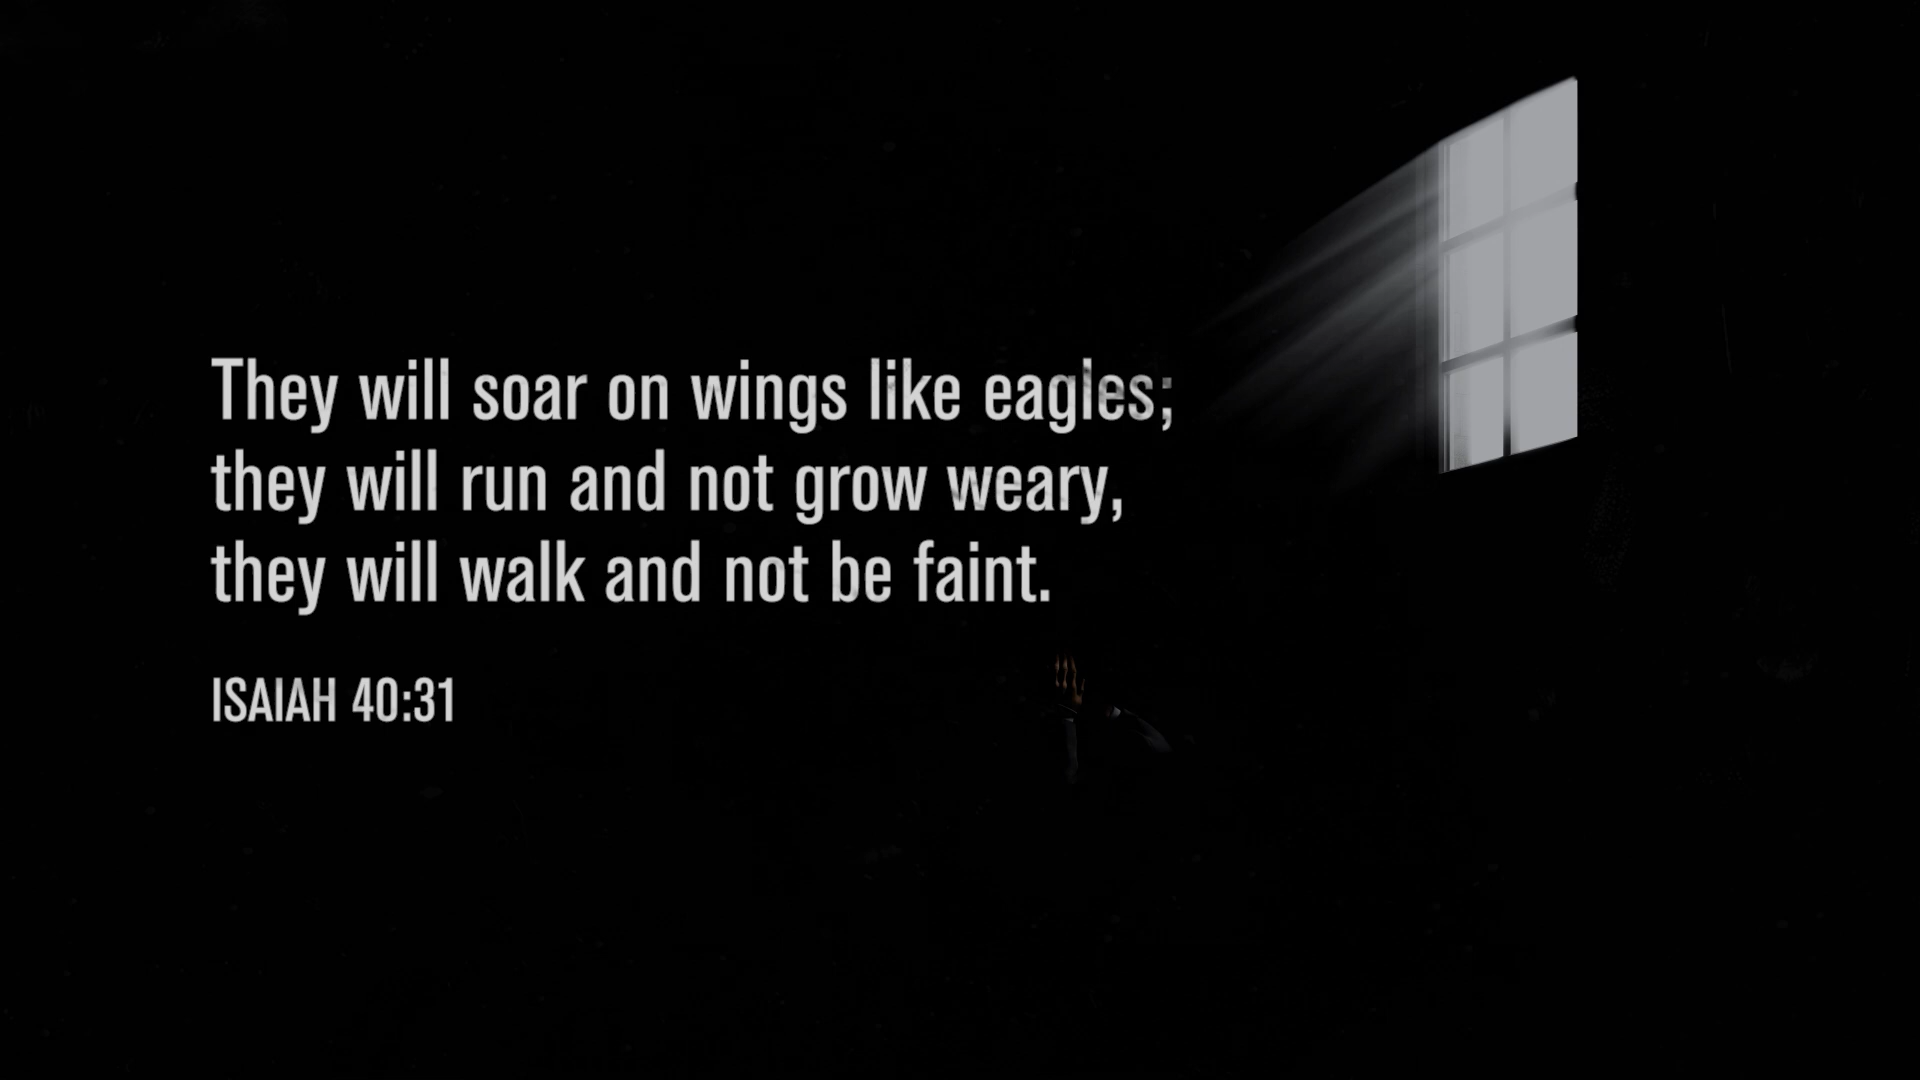 They will soar on wings like eagles;
they will run and not grow weary,
they will walk and not be faint.
ISAIAH 40:31